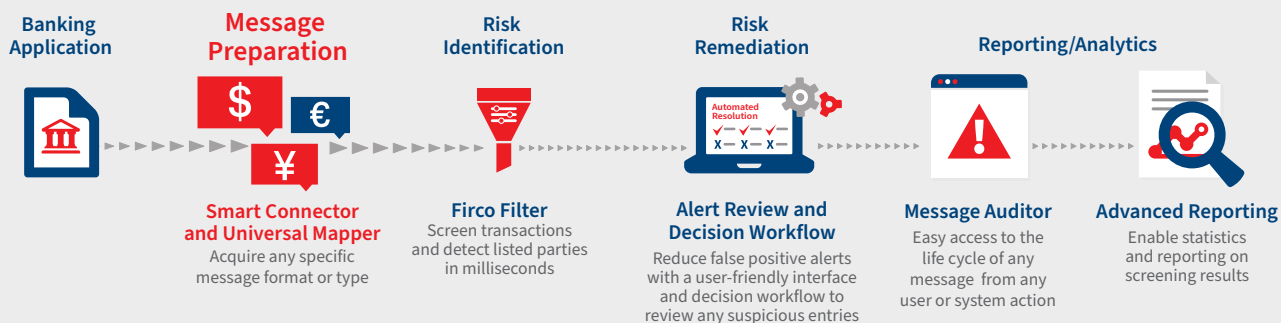 Banking
Application
Message
Preparation
Risk
Identification
Risk
Remediation
Reporting/Analytics
$
€
¥
Automated
Resolution
X
X
X
!
Smart Connector
and Universal Mapper
Acquire any specific
message format or type
Firco Filter
Screen transactions
and detect listed parties
in milliseconds
Alert Review and
Decision Workflow
Reduce false positive alerts
with a user-friendly interface
and decision workflow to
review any suspicious entries
Message Auditor
Easy access to the
life cycle of any
message from any
user or system action
Advanced Reporting
Enable statistics
and reporting on
screening results